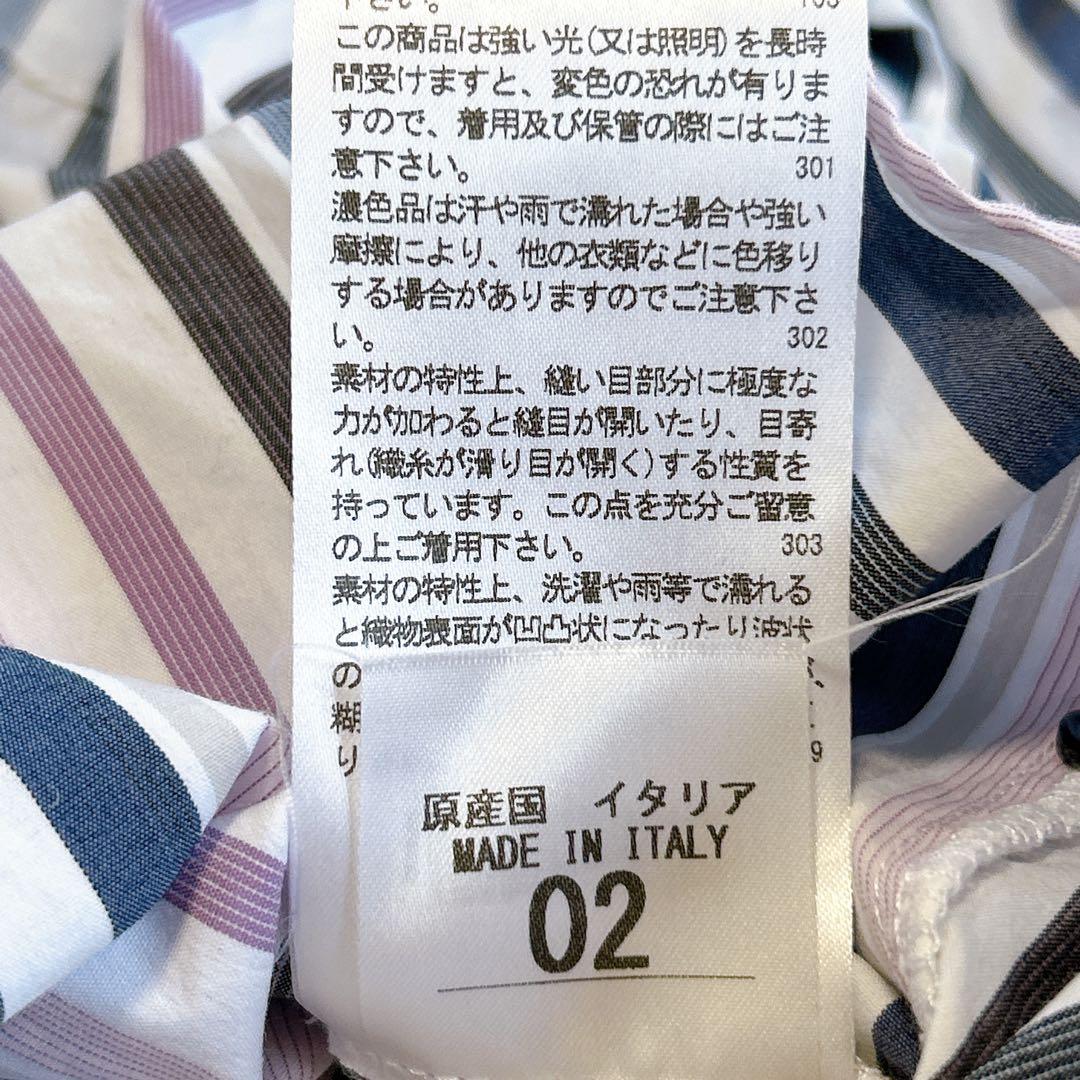 下さい。
103
この商品は強い光(又は照明)を長時
間受けますと、変色の恐れが有りま
すので、着用及び保管の際にはご注
意下さい。 301
濃色品は汗や雨で濡れた場合や強い
摩擦により、他の衣類などに色移り
する場合がありますのでご注意下さ
い。 302
素材の特性上、縫い目部分に極度な
力が加わると縫目が開いたり、目寄
れ(織糸が滑り目が開く)する性質を
持っています。この点を充分ご留意
の上ご着用下さい。 303
素材の特性上、洗濯や雨等で濡れる
と織物表面が凹凸状になったり波状
の
糊
り 9
原産国 イタリア
MADE IN ITALY
02